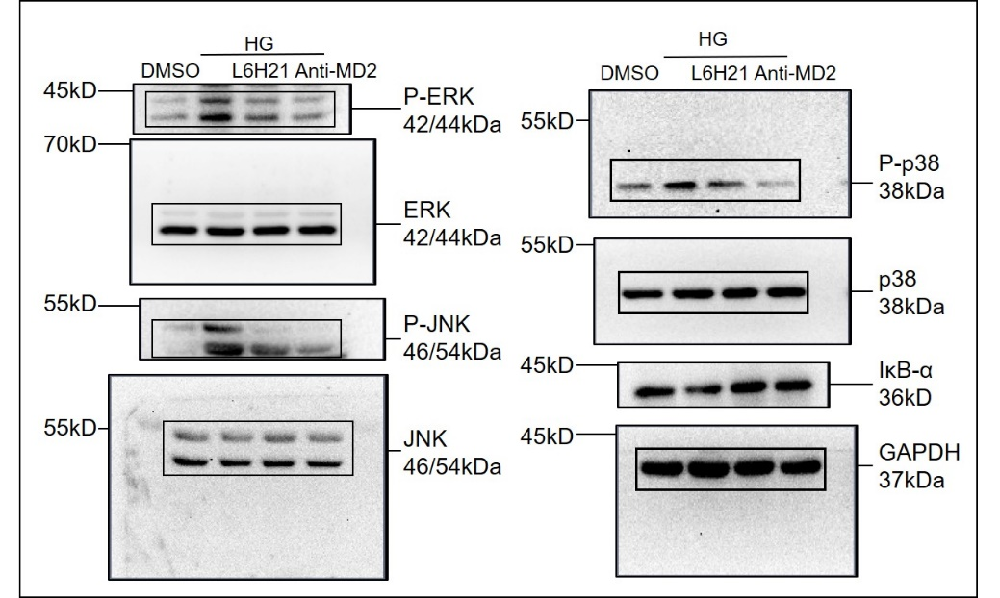 HG
DMSO L6H21 Anti-MD2
45kD
P-ERK
42/44kDa
70kD
ERK
42/44kDa
55kD
P-JNK
46/54kDa
55kD
JNK
46/54kDa
HG
DMSO L6H21 Anti-MD2
55kD
P-p38
38kDa
55kD
p38
38kDa
45kD
IκB-α
36kD
45kD
GAPDH
37kDa